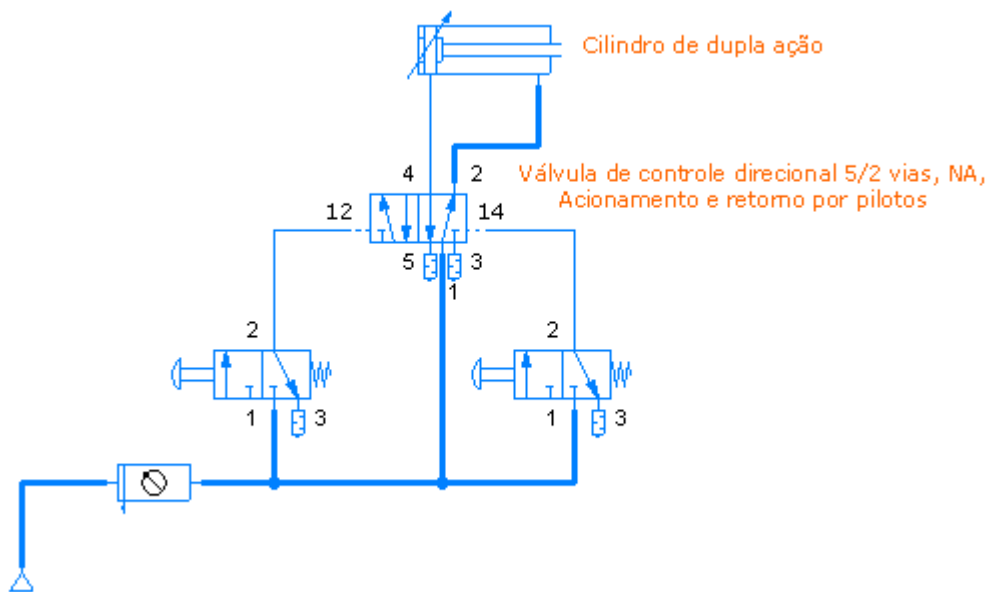 Cilindro de dupla ação
4 2
Válvula de controle direcional 5/2 vias, NA,
Acionamento e retorno por pilotos
12 14
5 3
1
2 2
1 3 1 3